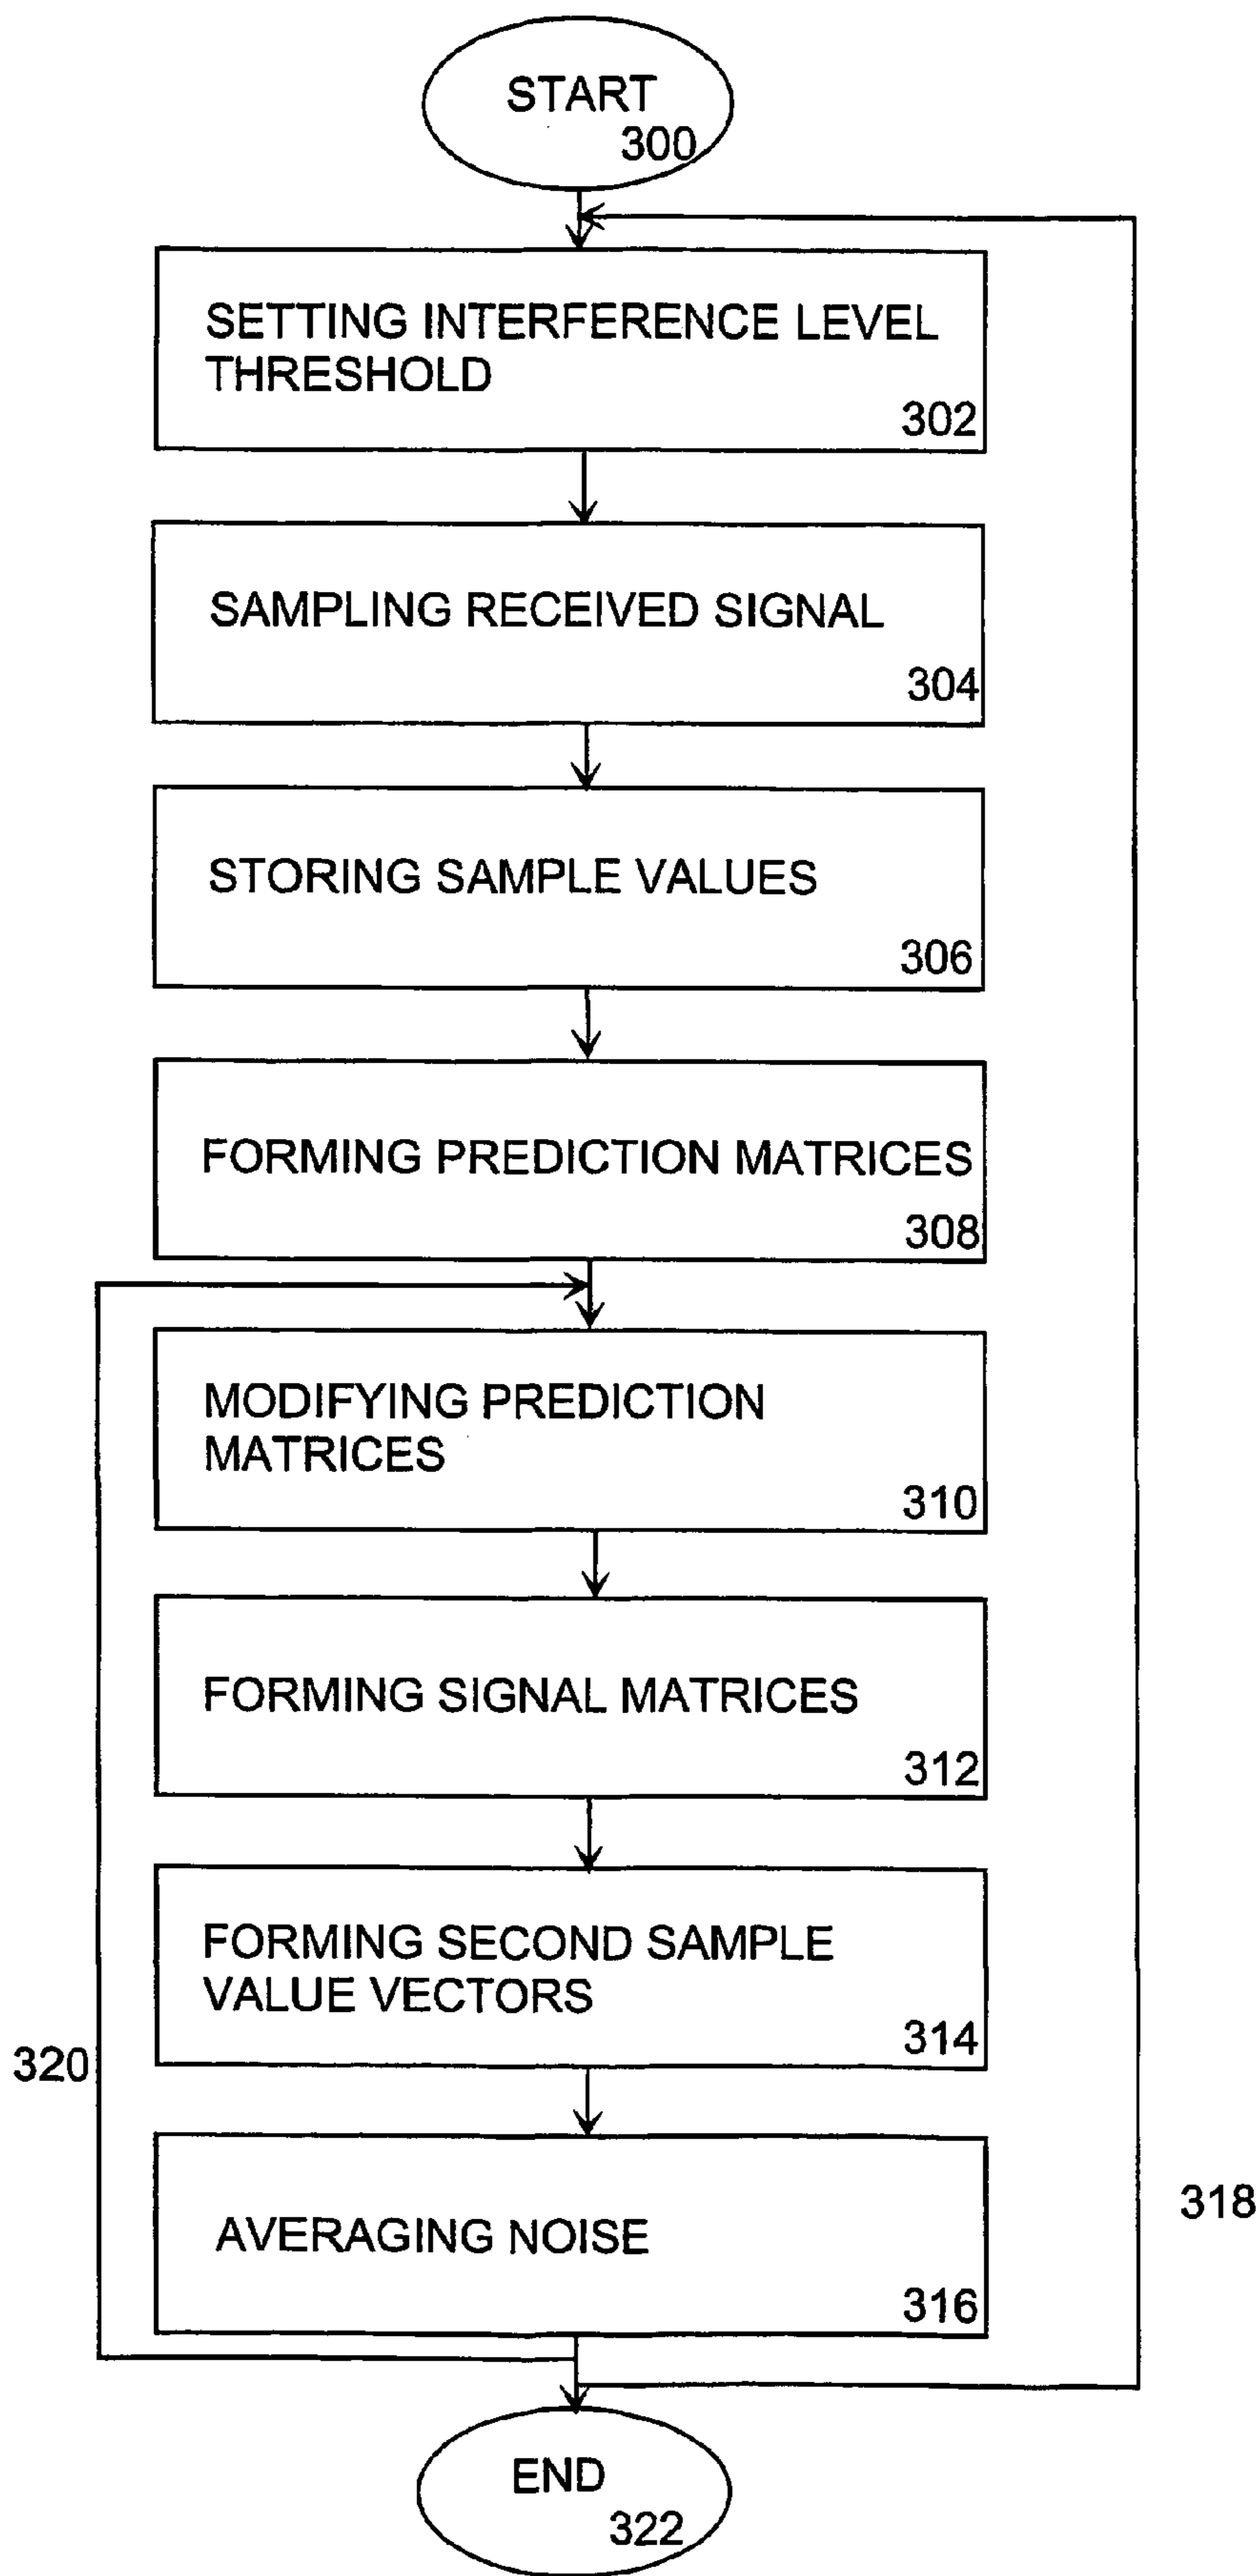 START
300
SETTING INTERFERENCE LEVEL
THRESHOLD
302
SAMPLING RECEIVED SIGNAL
304
STORING SAMPLE VALUES
306
FORMING PREDICTION MATRICES
308
MODIFYING PREDICTION
MATRICES
310
FORMING SIGNAL MATRICES
312
FORMING SECOND SAMPLE
VALUE VECTORS
314
320
AVERAGING NOISE
316
318
END
322